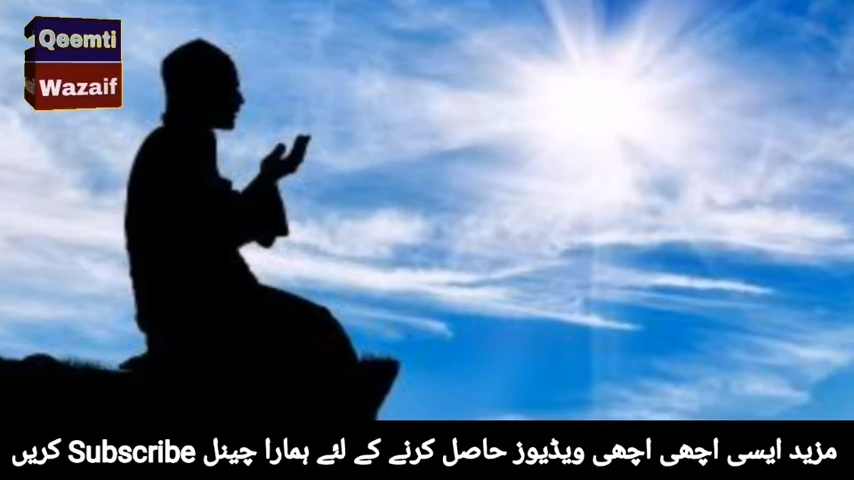 Qeemti
Wazaif
مزید ایسی اچھی اچھی ویڈیوز حاصل کرنے کے لئے ہمارا چینل Subscribe کریں